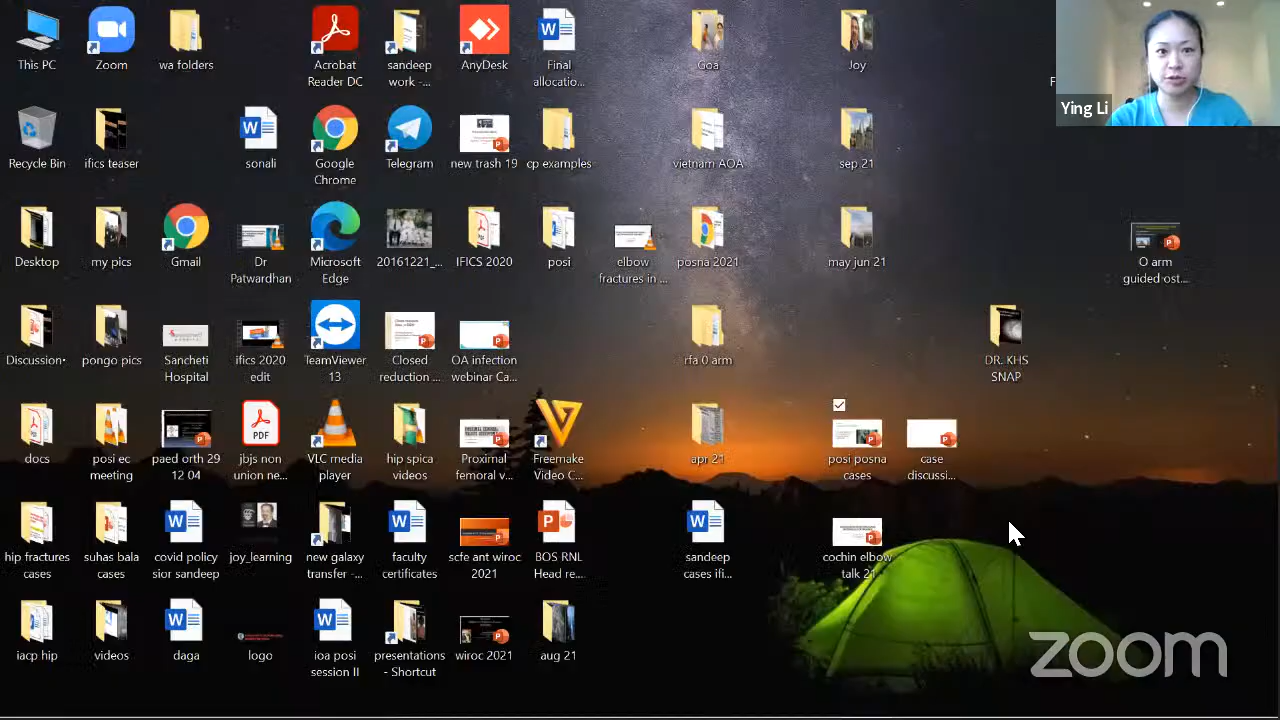 This PC
Zoom
wa folders
Acrobat
Reader DC
sandeep
work -...
AnyDesk
Final
allocatio...
Goa
Joy
F
Ying Li
Recycle Bin
ifics teaser
sonali
Google
Chrome
Telegram
new trash 19
cp examples
vietnam AOA
sep 21
Desktop
my pics
Gmail
Dr
Patwardhan
Microsoft
Edge
20161221_...
IFICS 2020
posi
elbow
fractures in ...
posna 2021
may jun 21
O arm
guided ost...
Discussion
pongo pics
Sancheti
Hospital
ifics 2020
edit
TeamViewer
13
Closed
reduction ...
OA infection
webinar Ca...
rfa 0 arm
DR. KHS
SNAP
docs
posi ec
meeting
paed orth 29
12 04
PDF
jbjs non
union ne...
VLC media
player
hip spica
videos
Proximal
femoral v...
Freemake
Video C...
apr 21
posi posna
cases
case
discussi...
hip fractures
cases
suhas bala
cases
covid policy
sior sandeep
joy_learning
new galaxy
transfer -...
faculty
certificates
scfe ant wiroc
2021
BOS RNL
Head re...
sandeep
cases ifi...
cochin elbow
talk 21
iacp hip
videos
daga
logo
ioa posi
session II
presentations
- Shortcut
wiroc 2021
aug 21
zoom